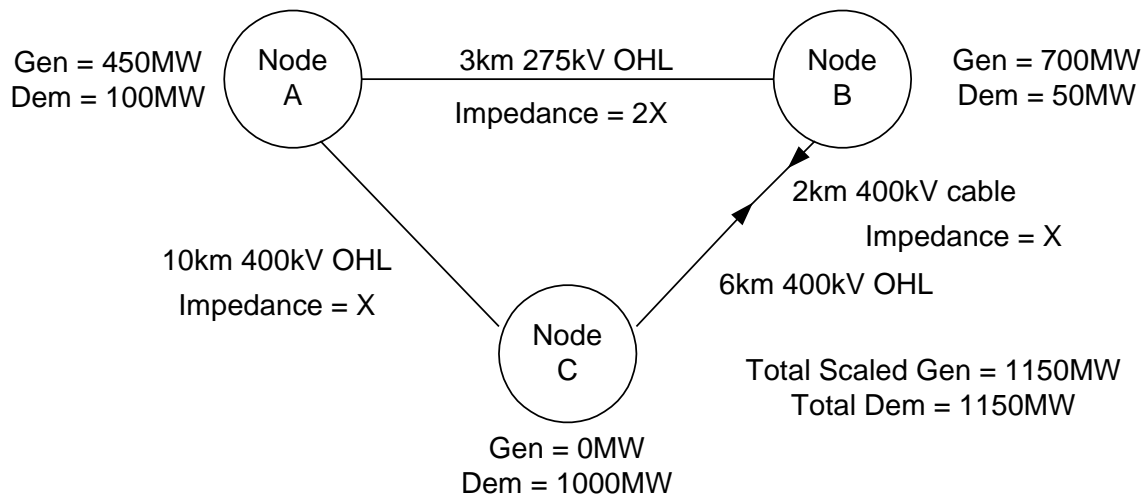 Gen = 450MW
Dem = 100MW
Node
A
3km 275kV OHL
Impedance = 2X
Node
B
Gen = 700MW
Dem = 50MW
2km 400kV cable
Impedance = X
10km 400kV OHL
Impedance = X
6km 400kV OHL
Node
C
Total Scaled Gen = 1150MW
Total Dem = 1150MW
Gen = 0MW
Dem = 1000MW